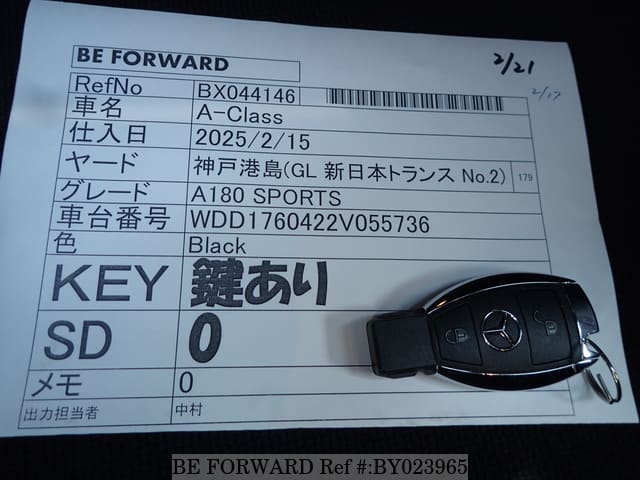 BE FORWARD
2/21
RefNo BX044146
2/17
車名 A-Class
仕入日 2025/2/15
ヤード 神戸港島(GL 新日本トランス No.2) 179
グレード A180 SPORTS
車台番号 WDD1760422V055736
色 Black
KEY 鍵あり
SD 0
メモ 0
出力担当者 中村
BE FORWARD Ref #:BY023965